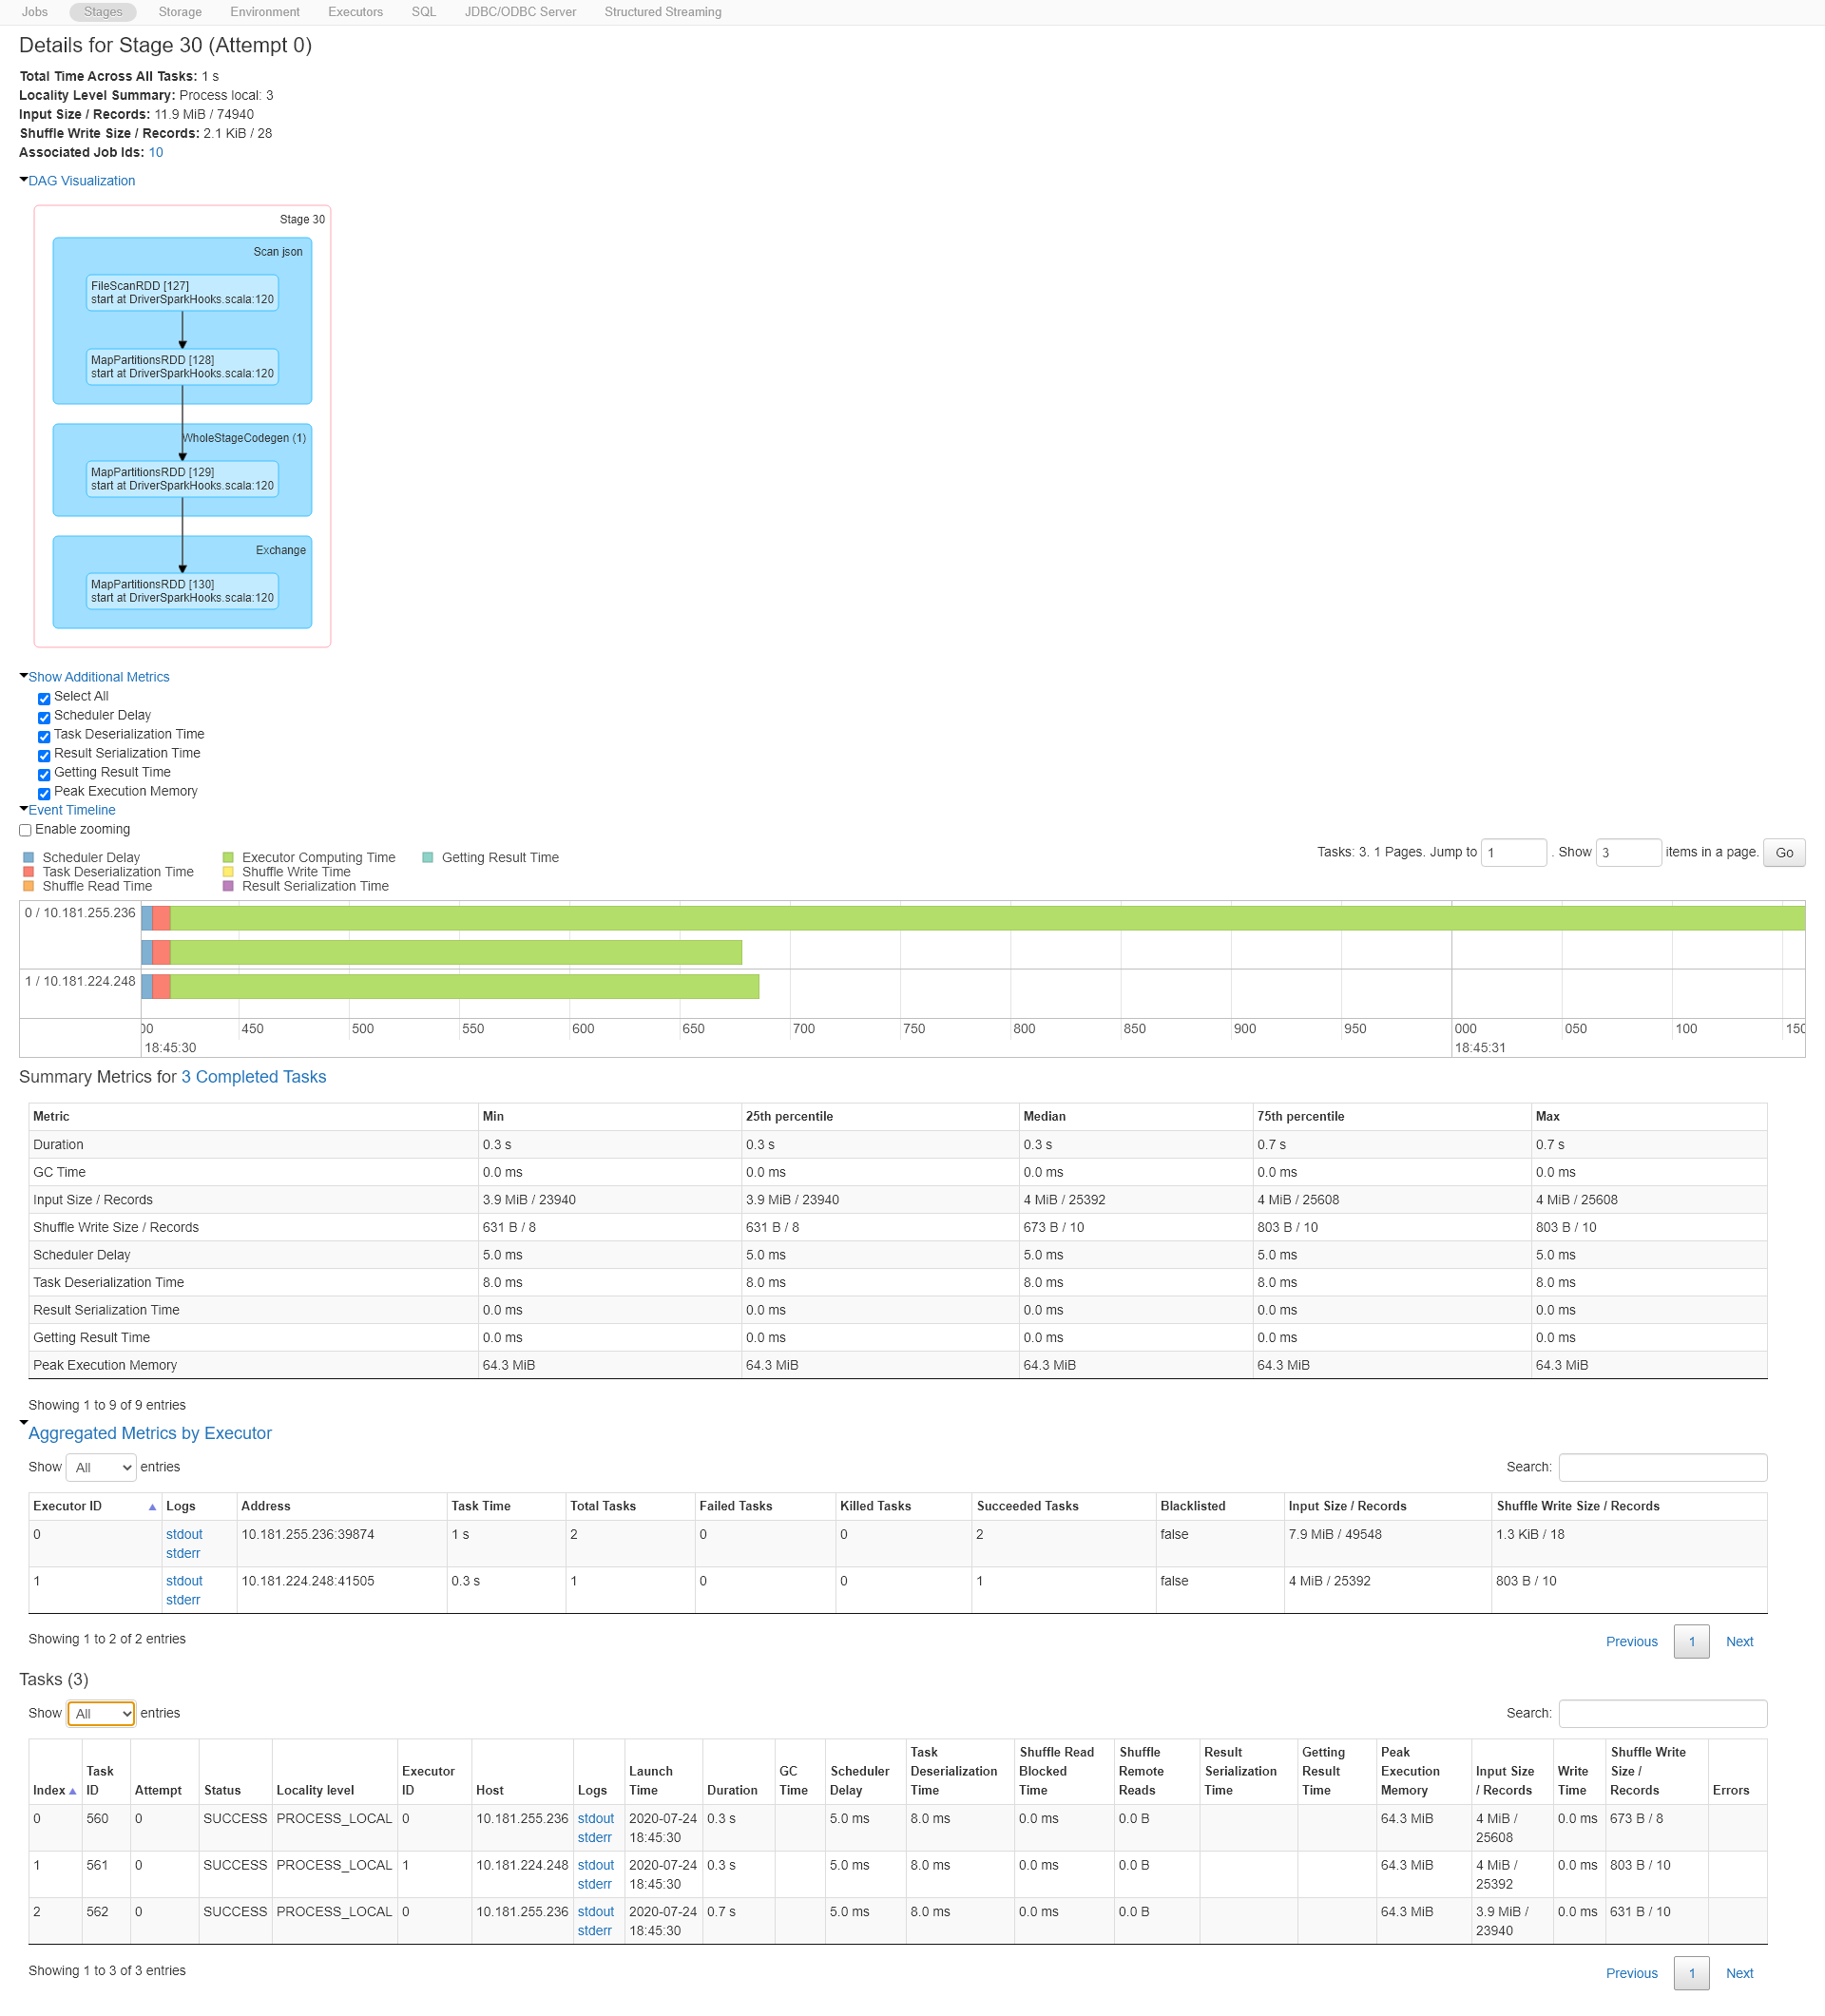 Jobs Stages Storage Environment Executors SQL JDBC/ODBC Server Structured Streaming
Details for Stage 30 (Attempt 0)
Total Time Across All Tasks: 1 s
Locality Level Summary: Process local: 3
Input Size / Records: 11.9 MiB / 74940
Shuffle Write Size / Records: 2.1 KiB / 28
Associated Job Ids: 10
DAG Visualization
Stage 30
Scan json
FileScanRDD [127]
start at DriverSparkHooks.scala:120
MapPartitionsRDD [128]
start at DriverSparkHooks.scala:120
WholeStageCodegen (1)
MapPartitionsRDD [129]
start at DriverSparkHooks.scala:120
Exchange
MapPartitionsRDD [130]
start at DriverSparkHooks.scala:120
Show Additional Metrics
Select All
Scheduler Delay
Task Deserialization Time
Result Serialization Time
Getting Result Time
Peak Execution Memory
Event Timeline
Enable zooming
Tasks: 3. 1 Pages. Jump to 1 . Show 3 items in a page. Go
Scheduler Delay Executor Computing Time Getting Result Time
Task Deserialization Time Shuffle Write Time
Shuffle Read Time Result Serialization Time
0 / 10.181.255.236
1 / 10.181.224.248
00 450 500 550 600 650 700 750 800 850 900 950 000 050 100 150
18:45:30 18:45:31
Summary Metrics for 3 Completed Tasks
Metric Min 25th percentile Median 75th percentile Max
Duration 0.3 s 0.3 s 0.3 s 0.7 s 0.7 s
GC Time 0.0 ms 0.0 ms 0.0 ms 0.0 ms 0.0 ms
Input Size / Records 3.9 MiB / 23940 3.9 MiB / 23940 4 MiB / 25392 4 MiB / 25608 4 MiB / 25608
Shuffle Write Size / Records 631 B / 8 631 B / 8 673 B / 10 803 B / 10 803 B / 10
Scheduler Delay 5.0 ms 5.0 ms 5.0 ms 5.0 ms 5.0 ms
Task Deserialization Time 8.0 ms 8.0 ms 8.0 ms 8.0 ms 8.0 ms
Result Serialization Time 0.0 ms 0.0 ms 0.0 ms 0.0 ms 0.0 ms
Getting Result Time 0.0 ms 0.0 ms 0.0 ms 0.0 ms 0.0 ms
Peak Execution Memory 64.3 MiB 64.3 MiB 64.3 MiB 64.3 MiB 64.3 MiB
Showing 1 to 9 of 9 entries
Aggregated Metrics by Executor
Show All entries Search:
Executor ID Logs Address Task Time Total Tasks Failed Tasks Killed Tasks Succeeded Tasks Blacklisted Input Size / Records Shuffle Write Size / Records
0 stdout 10.181.255.236:39874 1 s 2 0 0 2 false 7.9 MiB / 49548 1.3 KiB / 18
stderr
1 stdout 10.181.224.248:41505 0.3 s 1 0 0 1 false 4 MiB / 25392 803 B / 10
stderr
Showing 1 to 2 of 2 entries
Previous 1 Next
Tasks (3)
Show All entries Search:
Task Shuffle Read Shuffle Result Getting Peak Shuffle Write
Task Executor Launch GC Scheduler Deserialization Blocked Remote Serialization Result Execution Input Size Write Size /
Index ID Attempt Status Locality level ID Host Logs Time Duration Time Delay Time Time Reads Time Time Memory / Records Time Records Errors
0 560 0 SUCCESS PROCESS_LOCAL 0 10.181.255.236 stdout 2020-07-24 0.3 s 5.0 ms 8.0 ms 0.0 ms 0.0 B 64.3 MiB 4 MiB / 0.0 ms 673 B / 8
stderr 18:45:30 25608
1 561 0 SUCCESS PROCESS_LOCAL 1 10.181.224.248 stdout 2020-07-24 0.3 s 5.0 ms 8.0 ms 0.0 ms 0.0 B 64.3 MiB 4 MiB / 0.0 ms 803 B / 10
stderr 18:45:30 25392
2 562 0 SUCCESS PROCESS_LOCAL 0 10.181.255.236 stdout 2020-07-24 0.7 s 5.0 ms 8.0 ms 0.0 ms 0.0 B 64.3 MiB 3.9 MiB / 0.0 ms 631 B / 10
stderr 18:45:30 23940
Showing 1 to 3 of 3 entries
Previous 1 Next